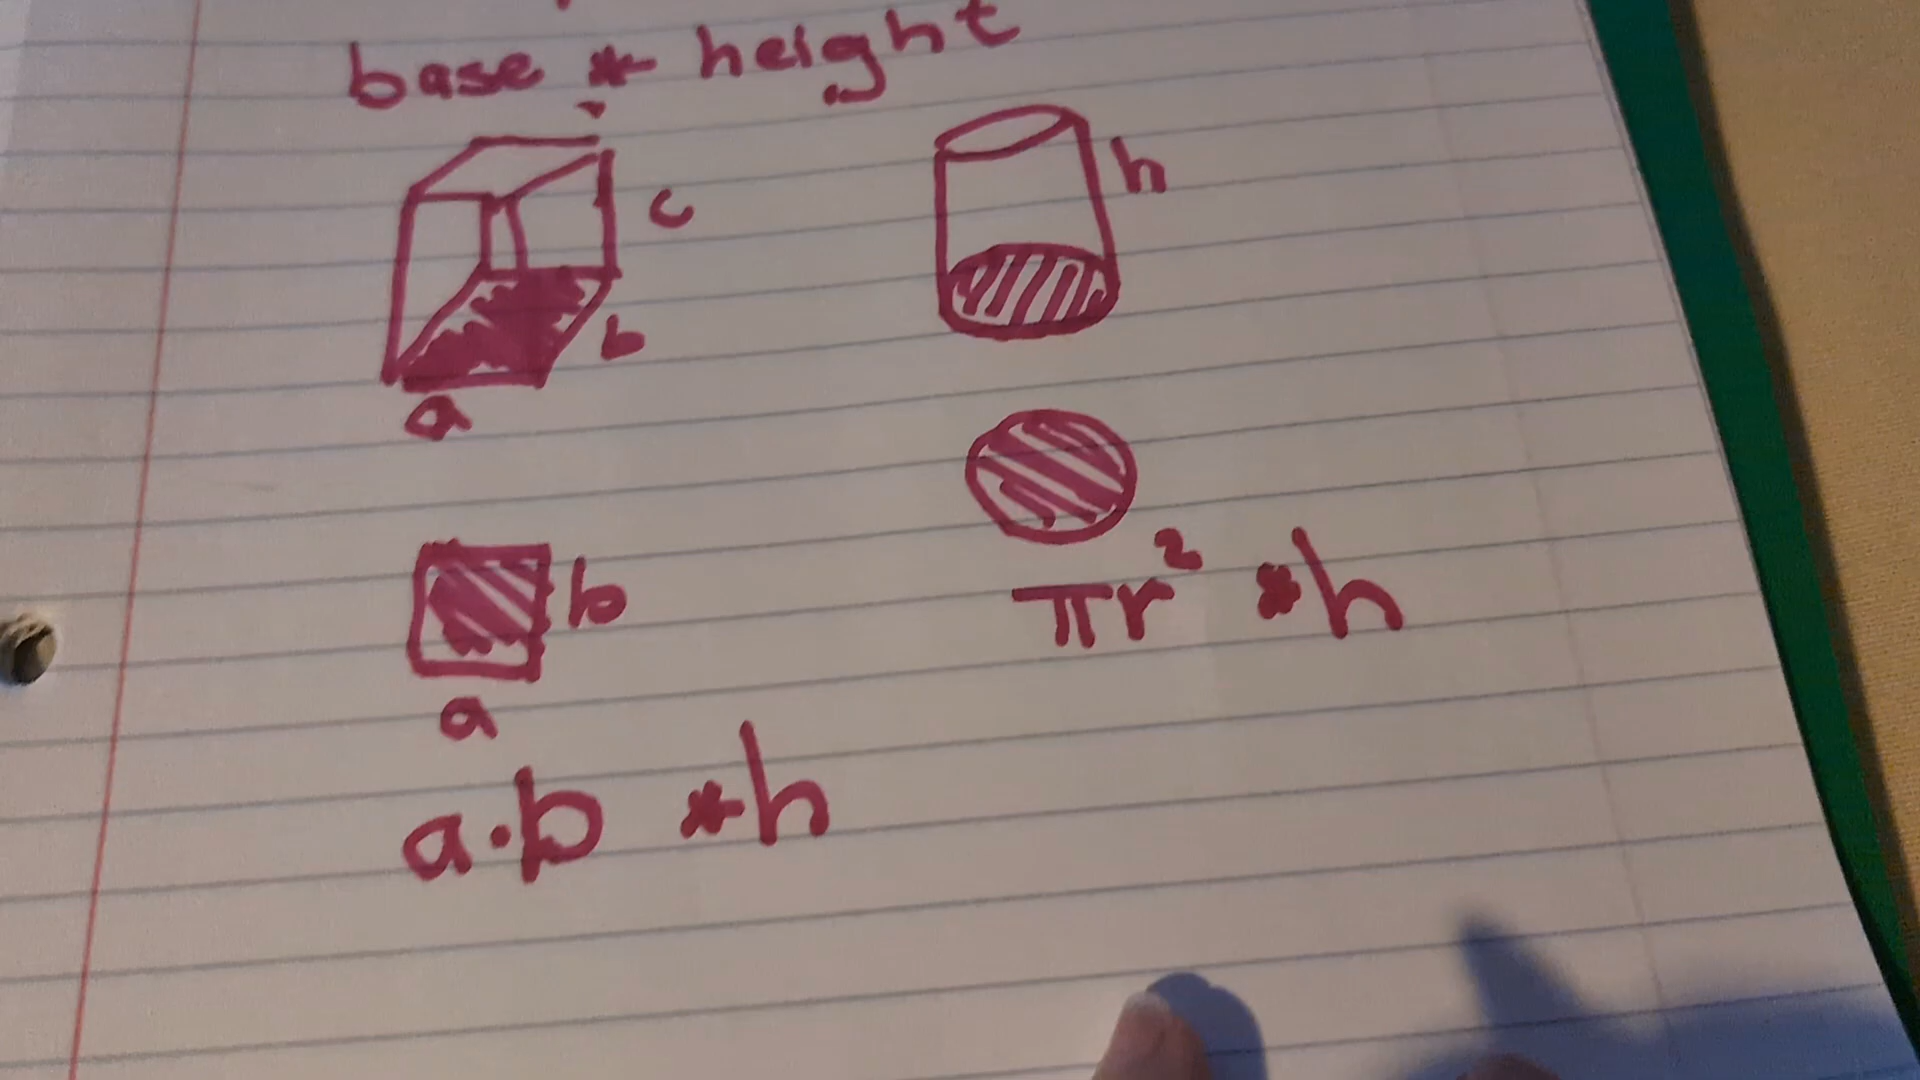 base * height
c
h
b
a
b
πr² *h
a
a·b *h